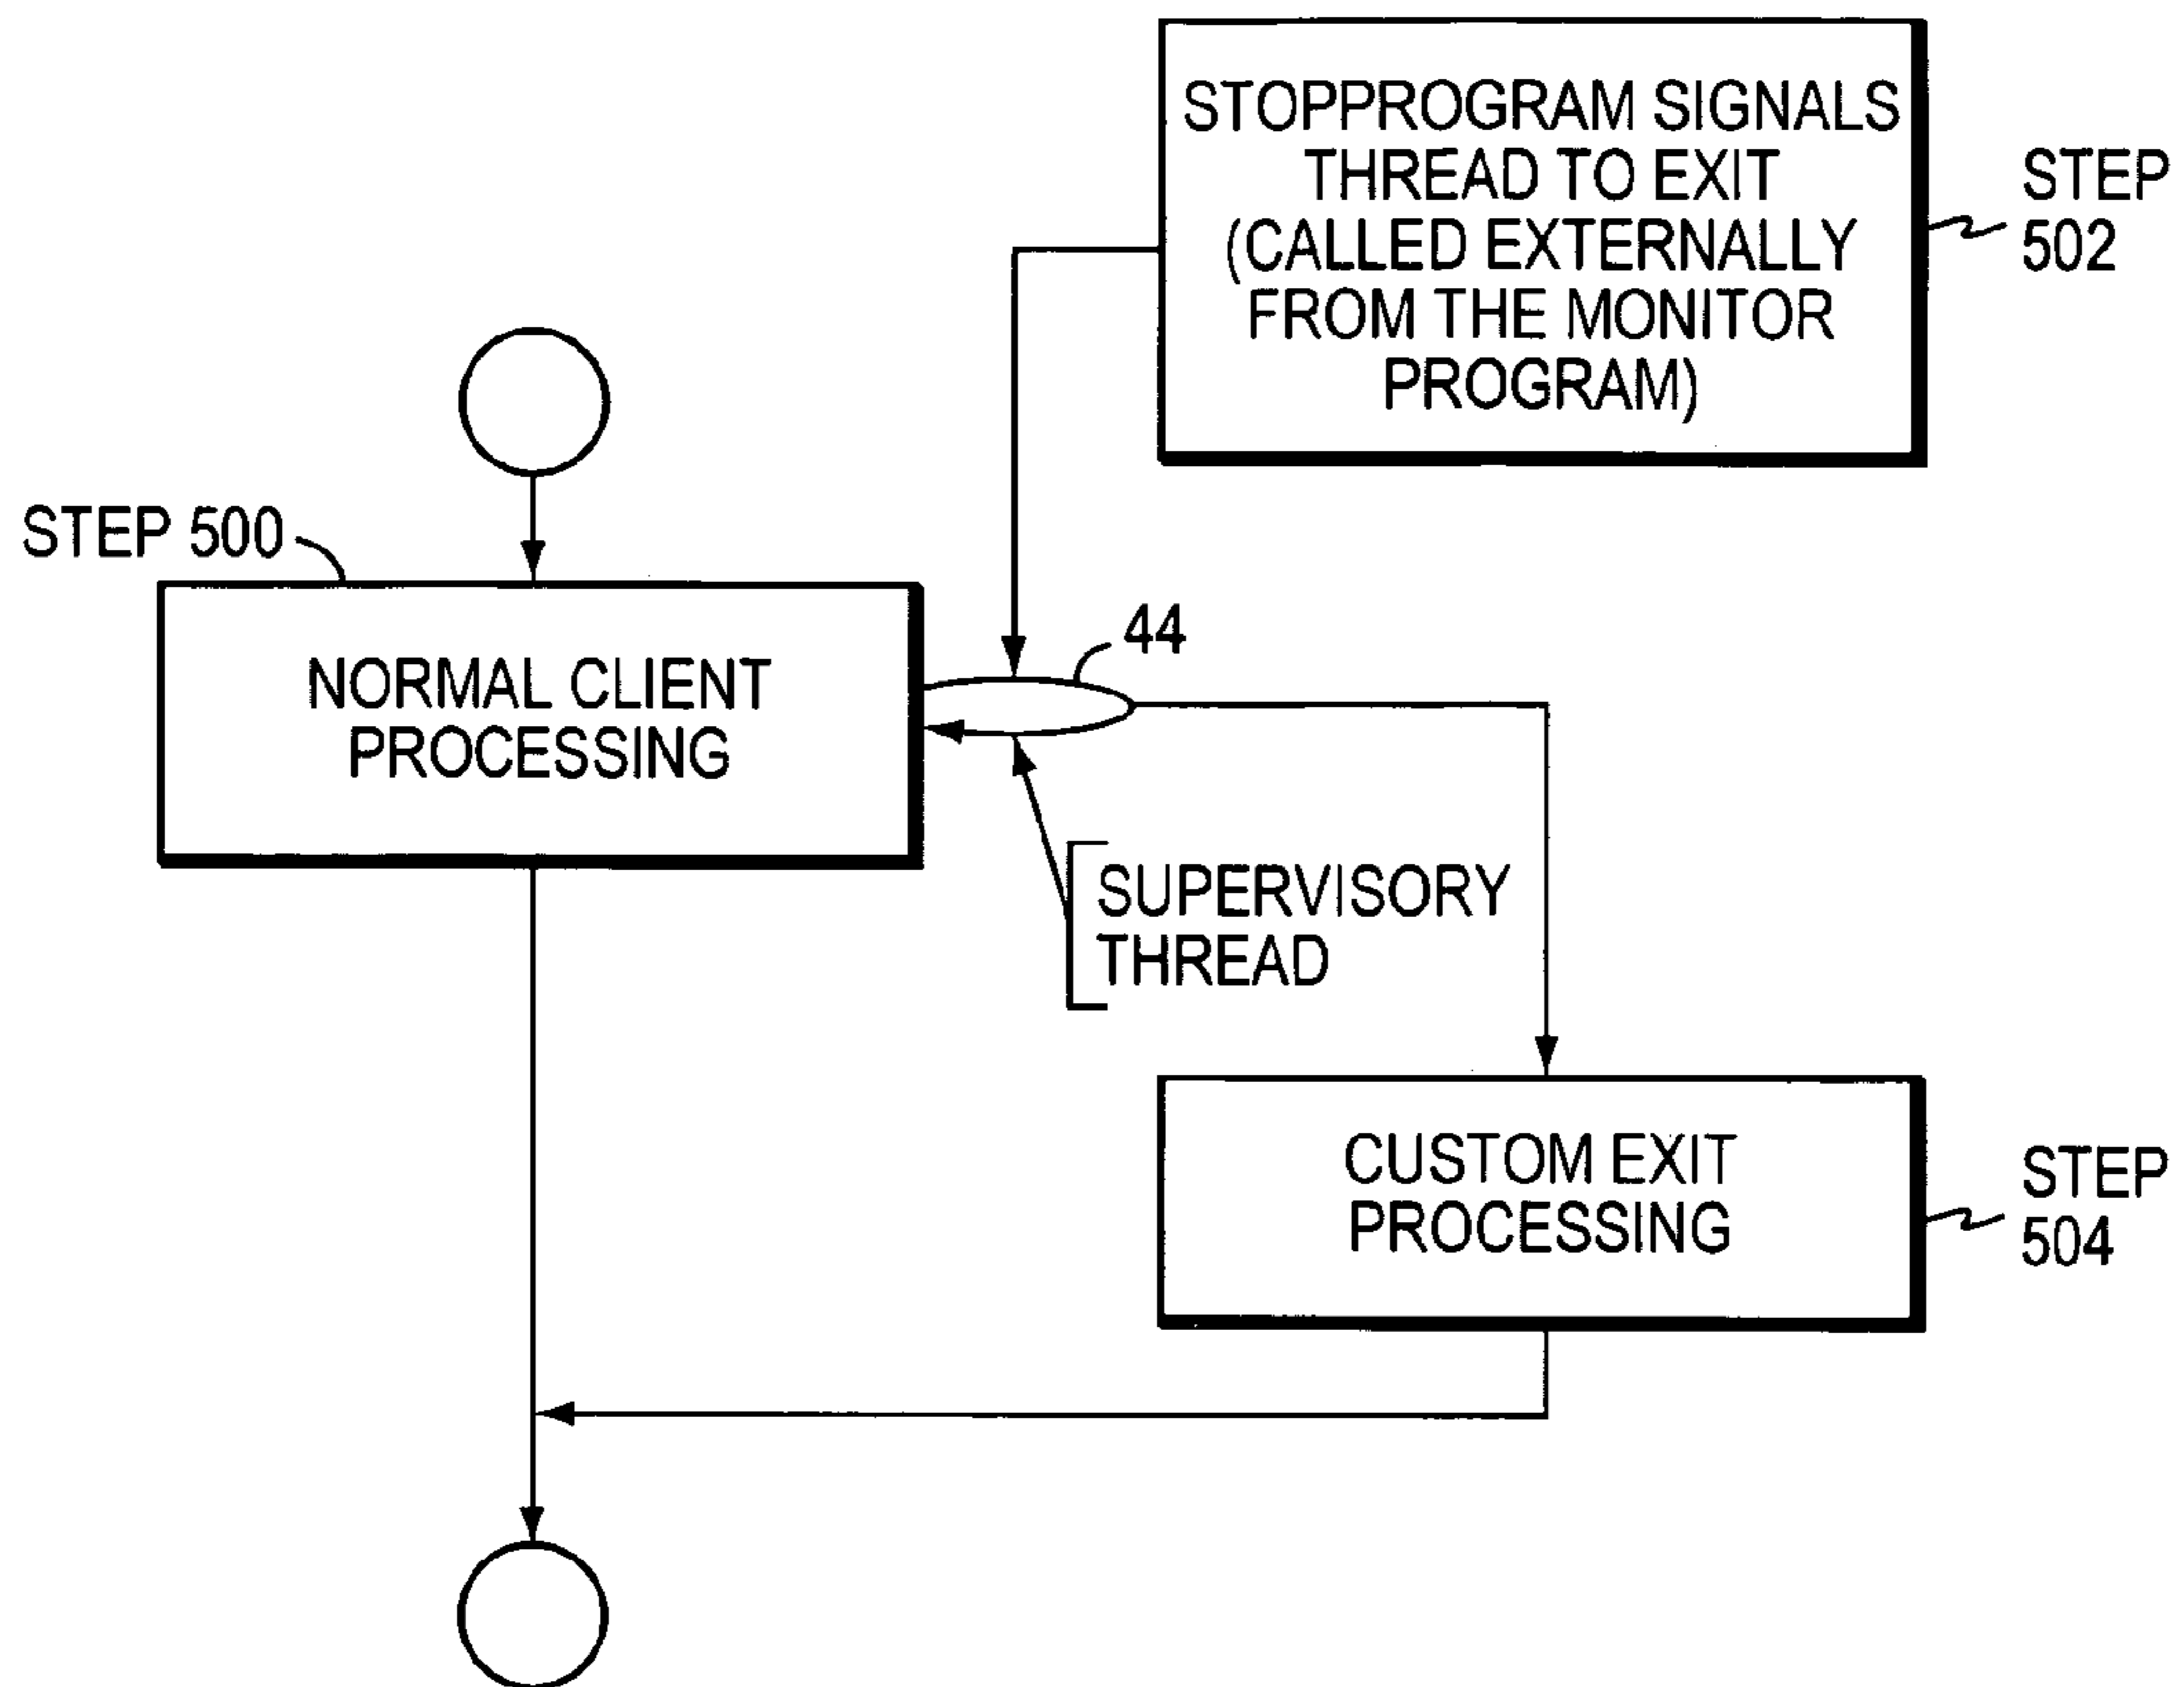 STOPPROGRAM SIGNALS
THREAD TO EXIT
(CALLED EXTERNALLY
FROM THE MONITOR
PROGRAM)
STEP
502
STEP 500
NORMAL CLIENT
PROCESSING
44
SUPERVISORY
THREAD
CUSTOM EXIT
PROCESSING
STEP
504